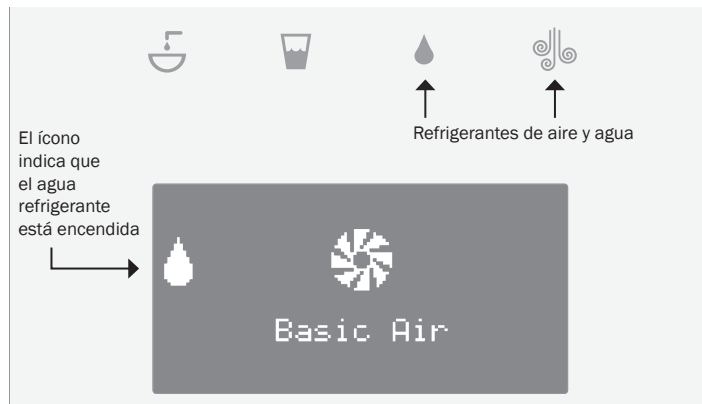 Refrigerantes de aire y agua
El ícono
indica que
el agua
refrigerante
está encendida
Basic Air